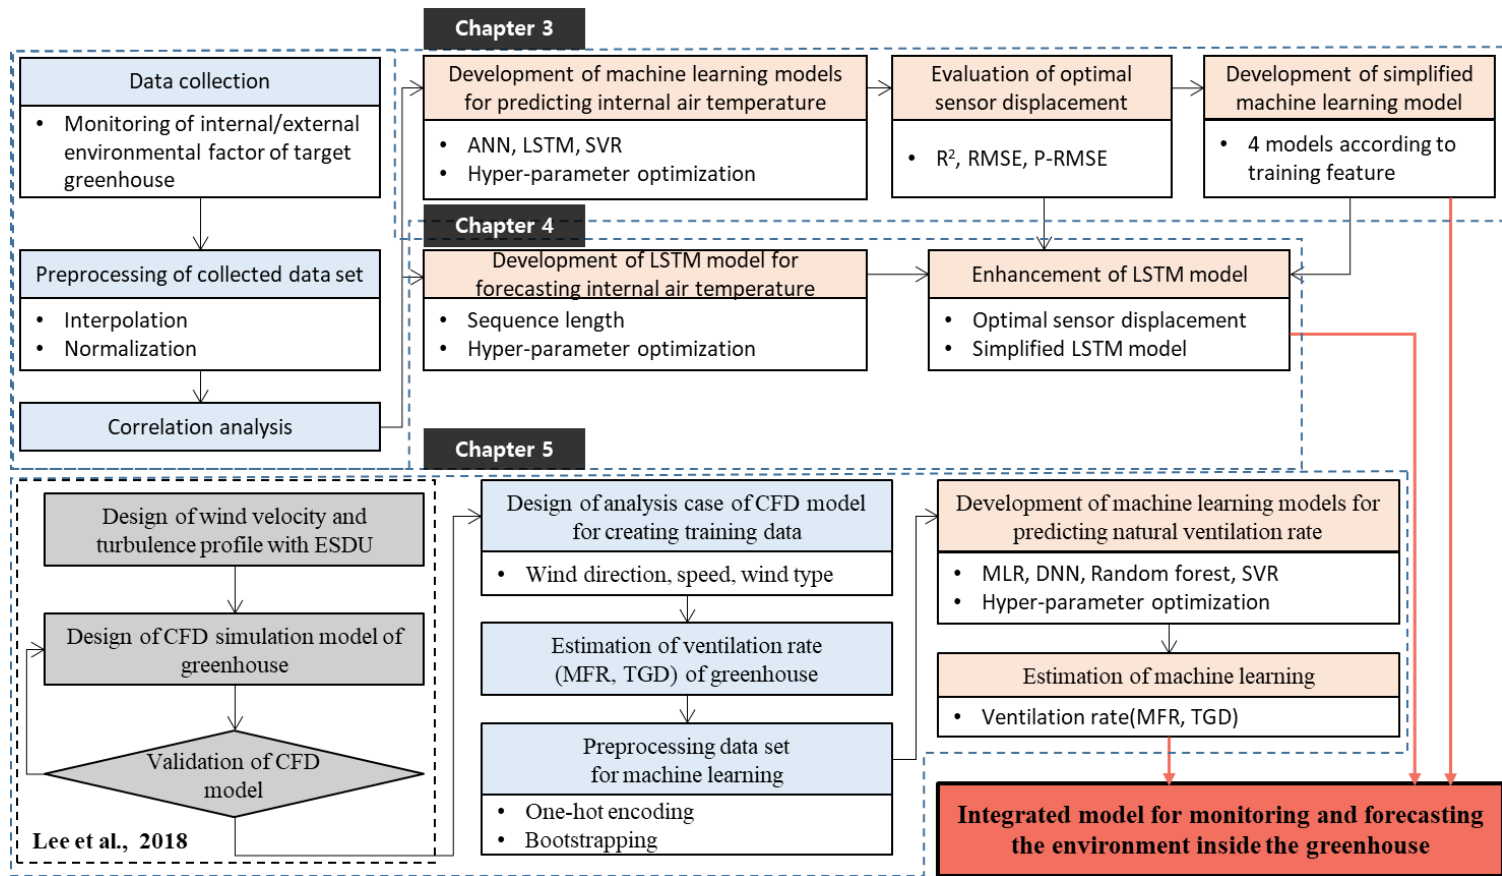 Chapter 3
Data collection
• Monitoring of internal/external
environmental factor of target
greenhouse
Development of machine learning models
for predicting internal air temperature
• ANN, LSTM, SVR
• Hyper-parameter optimization
Evaluation of optimal
sensor displacement
• R², RMSE, P-RMSE
Development of simplified
machine learning model
• 4 models according to
training feature
Chapter 4
Preprocessing of collected data set
• Interpolation
• Normalization
Correlation analysis
Development of LSTM model for
forecasting internal air temperature
• Sequence length
• Hyper-parameter optimization
Enhancement of LSTM model
• Optimal sensor displacement
• Simplified LSTM model
Chapter 5
Design of wind velocity and
turbulence profile with ESDU
Design of CFD simulation model of
greenhouse
Validation of CFD
model
Lee et al., 2018
Design of analysis case of CFD model
for creating training data
• Wind direction, speed, wind type
Estimation of ventilation rate
(MFR, TGD) of greenhouse
Preprocessing data set
for machine learning
• One-hot encoding
• Bootstrapping
Development of machine learning models for
predicting natural ventilation rate
• MLR, DNN, Random forest, SVR
• Hyper-parameter optimization
Estimation of machine learning
• Ventilation rate(MFR, TGD)
Integrated model for monitoring and forecasting
the environment inside the greenhouse